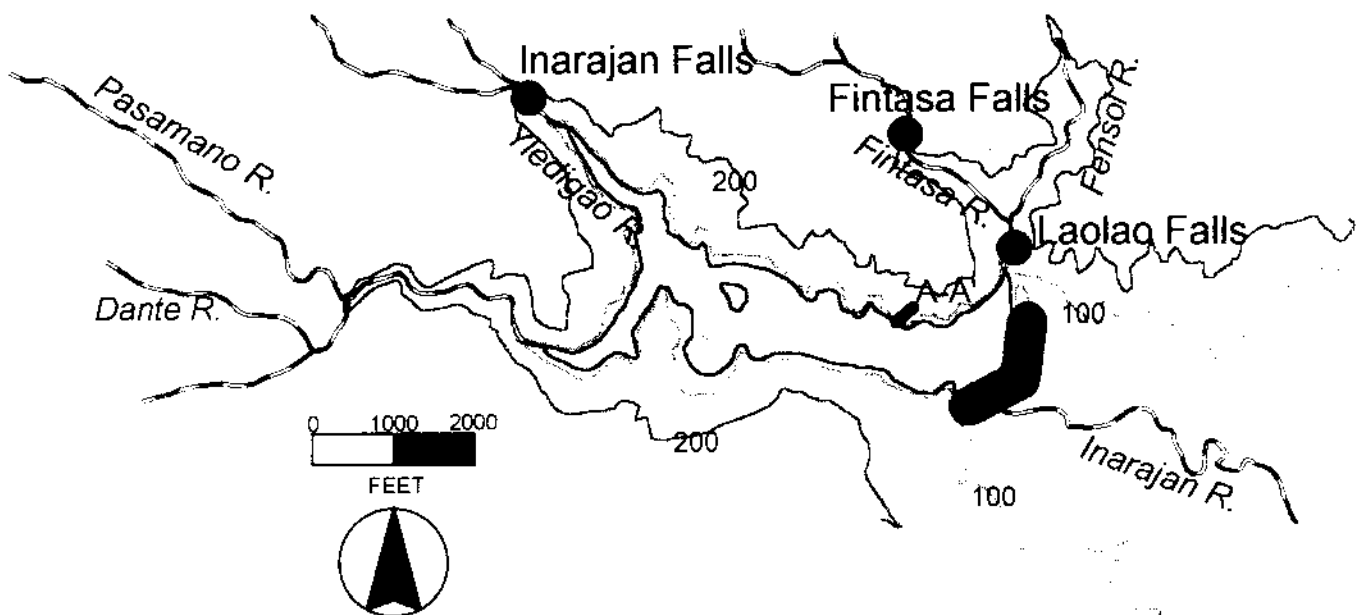 Inarajan Falls
Pasamano R.
Fintasa Falls
Fensol R.
Yledigao R.
Fintasa R.
200
Laolao Falls
A-A
100
Dante R.
0 1000 2000
FEET
200
Inarajan R.
100